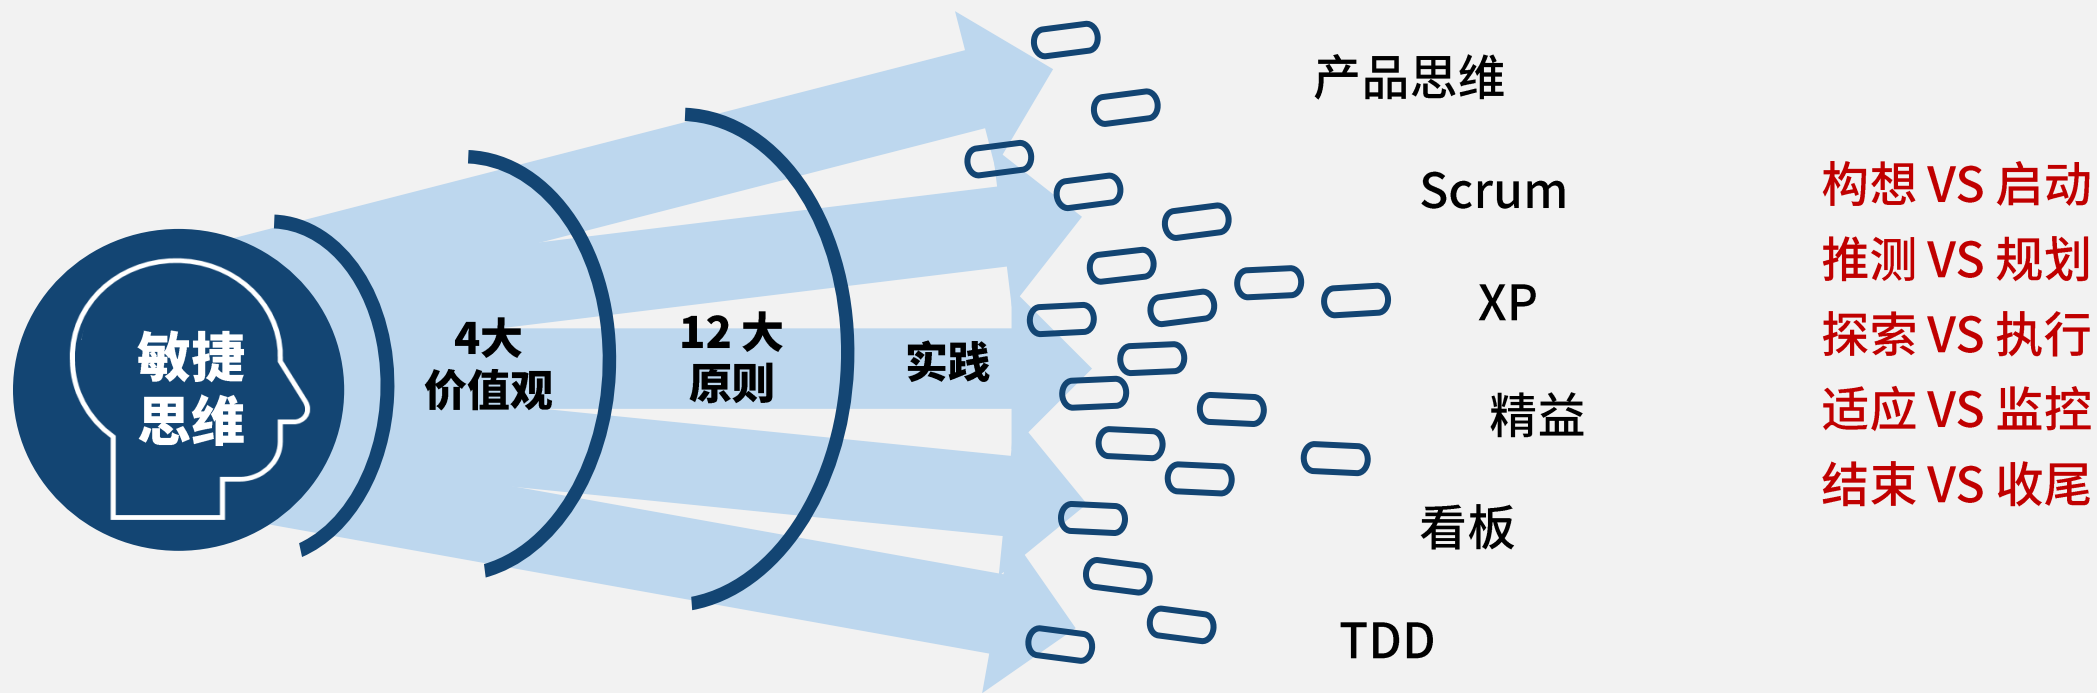 敏捷
思维
4大
价值观
12 大
原则
实践
产品思维
Scrum
XP
精益
看板
TDD
构想 VS 启动
推测 VS 规划
探索 VS 执行
适应 VS 监控
结束 VS 收尾